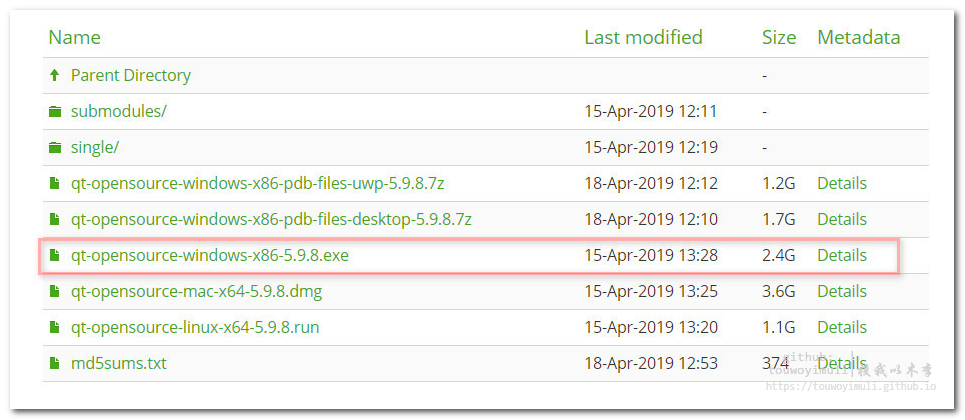 Name Last modified Size Metadata
Parent Directory -
submodules/ 15-Apr-2019 12:11 -
single/ 15-Apr-2019 12:19 -
qt-opensource-windows-x86-pdb-files-uwp-5.9.8.7z 18-Apr-2019 12:12 1.2G Details
qt-opensource-windows-x86-pdb-files-desktop-5.9.8.7z 18-Apr-2019 12:10 1.7G Details
qt-opensource-windows-x86-5.9.8.exe 15-Apr-2019 13:28 2.4G Details
qt-opensource-mac-x64-5.9.8.dmg 15-Apr-2019 13:25 3.6G Details
qt-opensource-linux-x64-5.9.8.run 15-Apr-2019 13:20 1.1G Details
md5sums.txt 18-Apr-2019 12:53 374 Details
github:
touwoyimuli|投我以木李
https://touwoyimuli.github.io